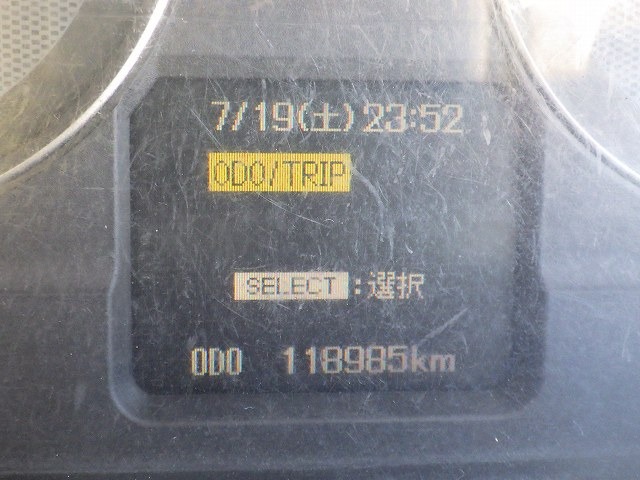 7/19(土) 23:52
ODO/TRIP
SELECT：選択
ODO 118985km